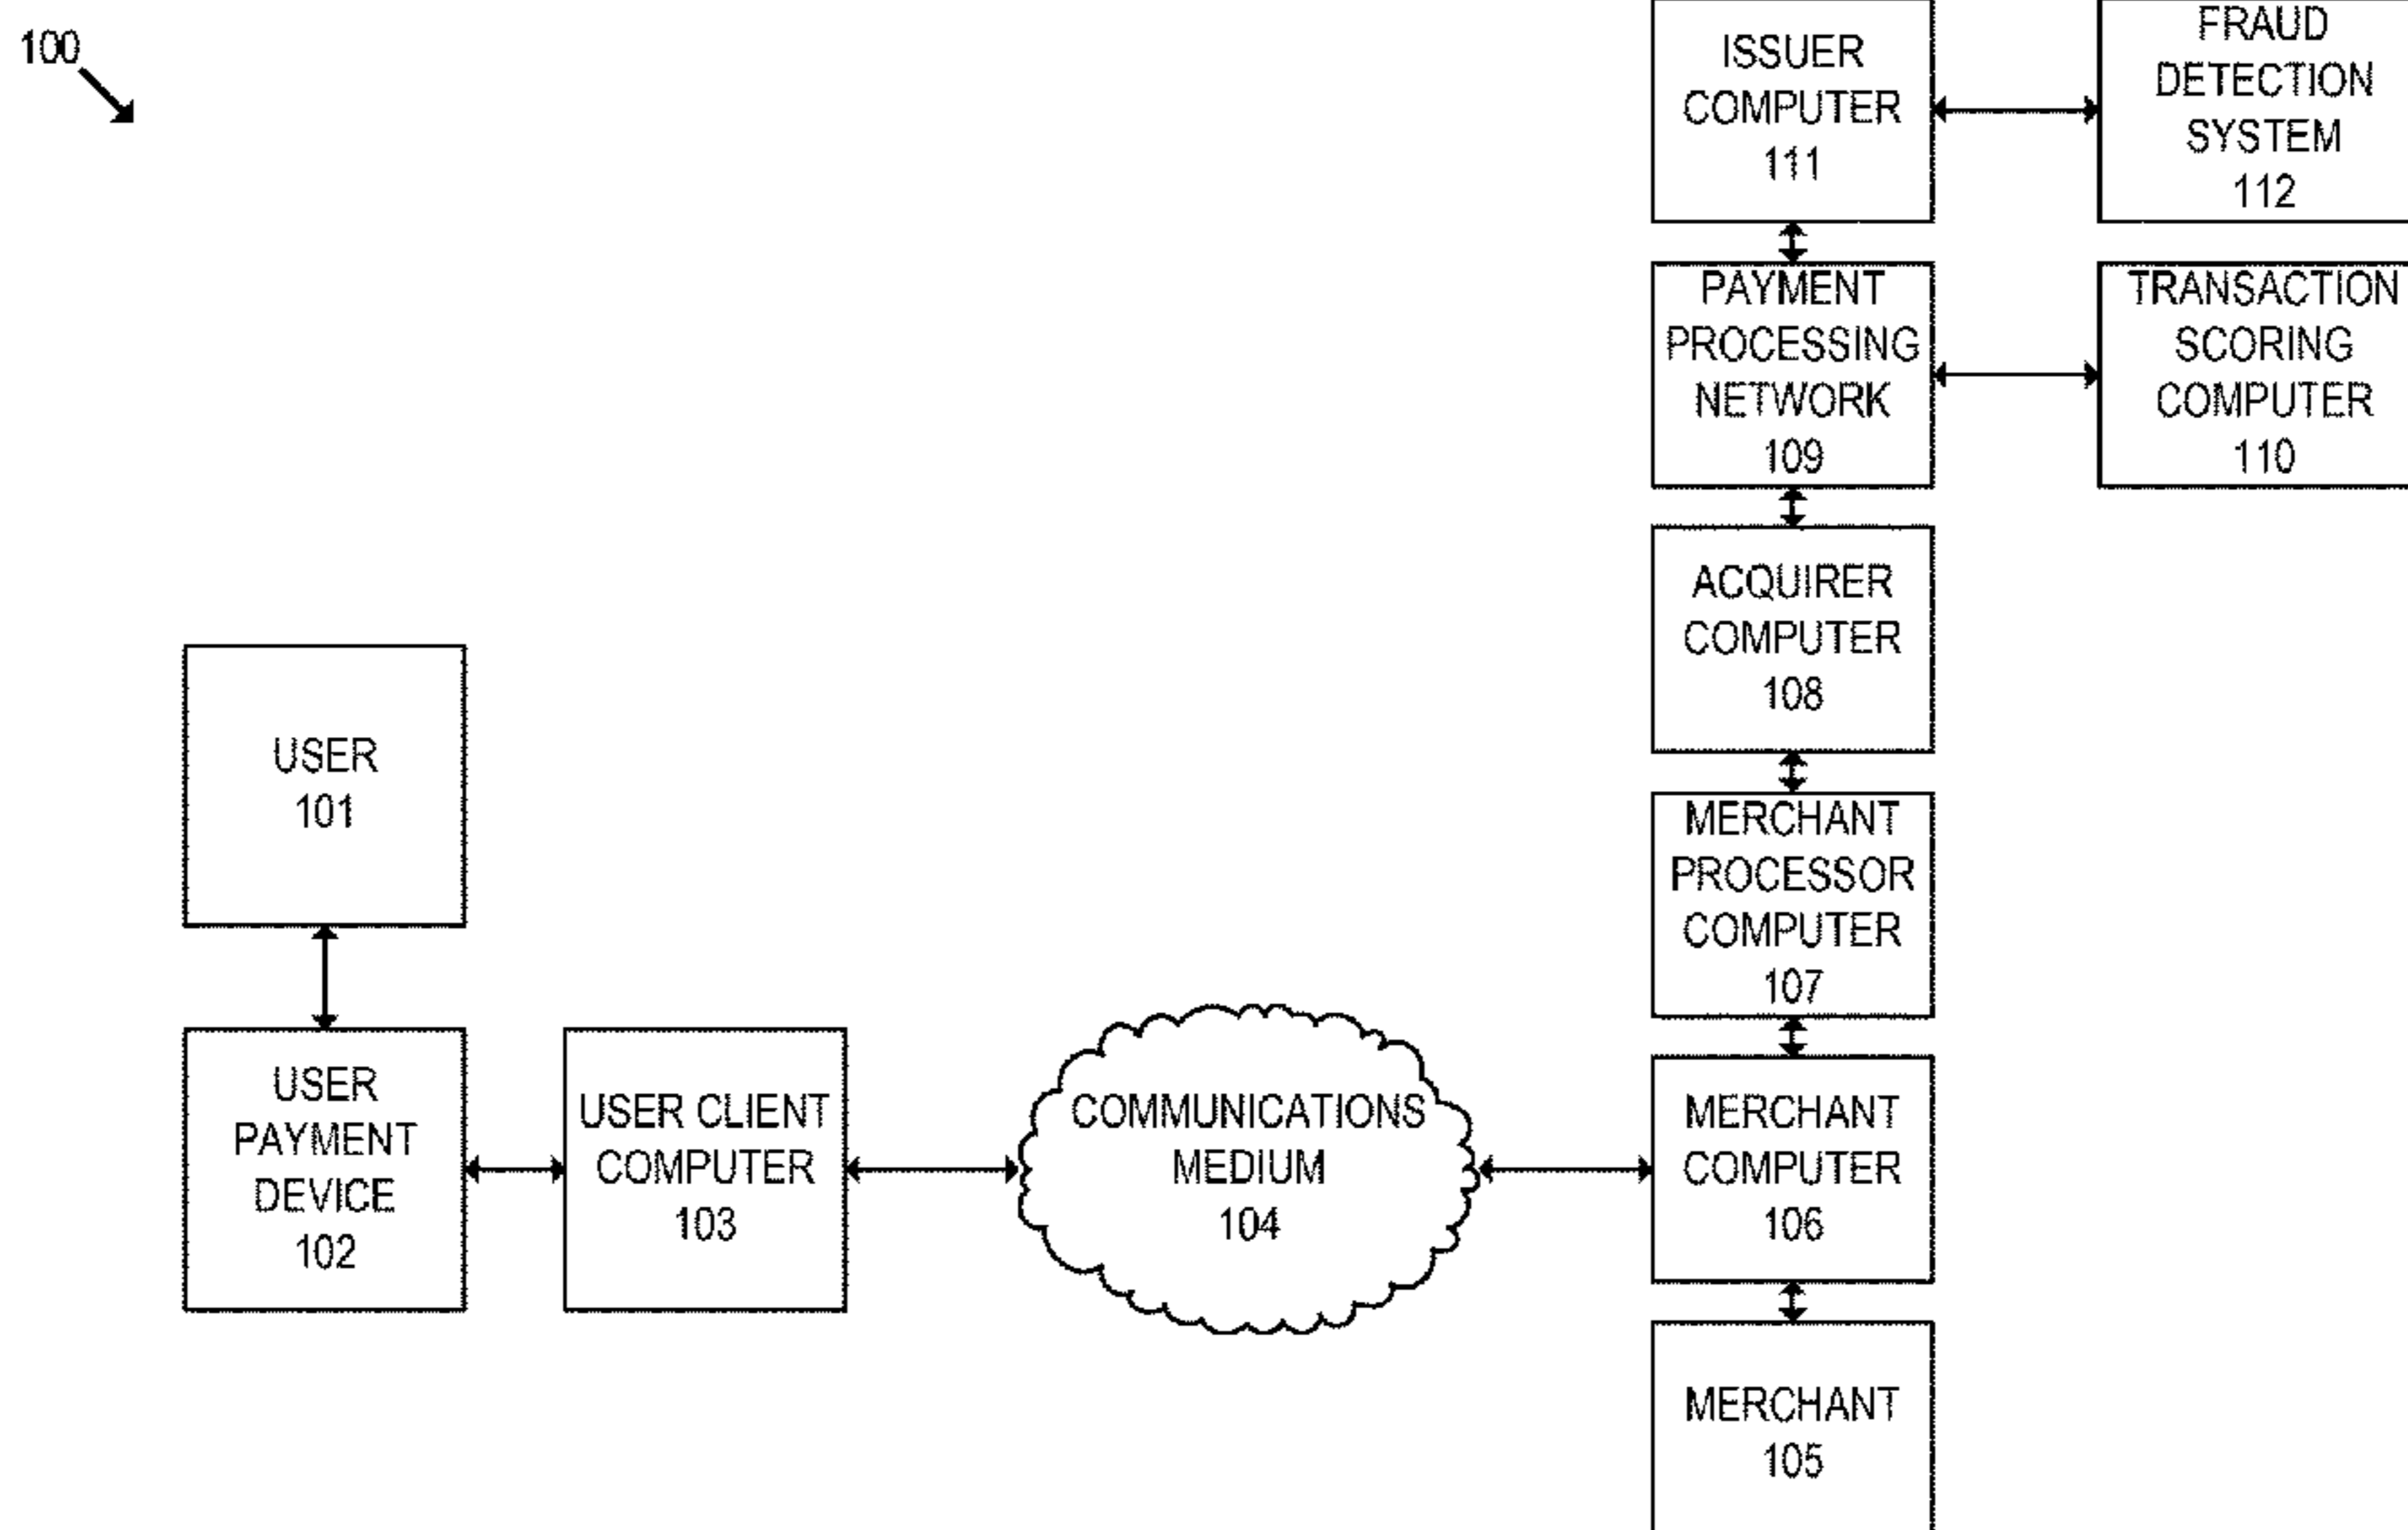 100
ISSUER
COMPUTER
111
FRAUD
DETECTION
SYSTEM
112
PAYMENT
PROCESSING
NETWORK
109
TRANSACTION
SCORING
COMPUTER
110
ACQUIRER
COMPUTER
108
USER
101
MERCHANT
PROCESSOR
COMPUTER
107
USER
PAYMENT
DEVICE
102
USER CLIENT
COMPUTER
103
COMMUNICATIONS
MEDIUM
104
MERCHANT
COMPUTER
106
MERCHANT
105